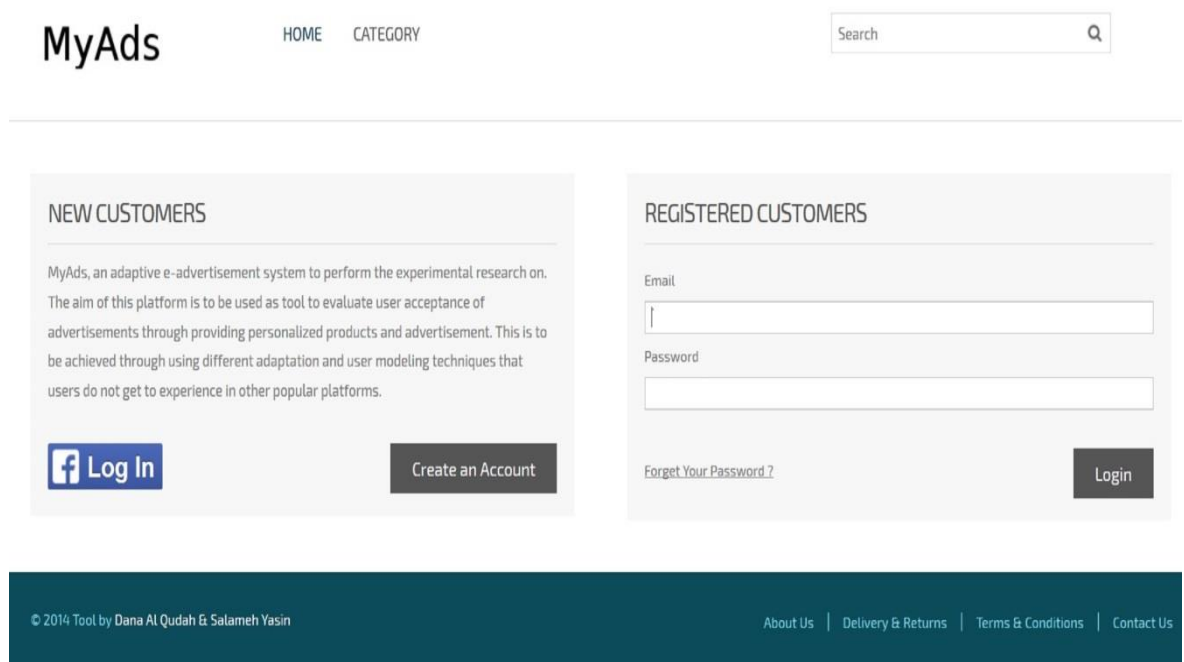 MyAds
HOME CATEGORY
Search
NEW CUSTOMERS
MyAds, an adaptive e-advertisement system to perform the experimental research on.
The aim of this platform is to be used as tool to evaluate user acceptance of
advertisements through providing personalized products and advertisement. This is to
be achieved through using different adaptation and user modeling techniques that
users do not get to experience in other popular platforms.
f Log In
Create an Account
REGISTERED CUSTOMERS
Email
Password
Forget Your Password ?
Login
© 2014 Tool by Dana Al Qudah & Salameh Yasin
About Us | Delivery & Returns | Terms & Conditions | Contact Us